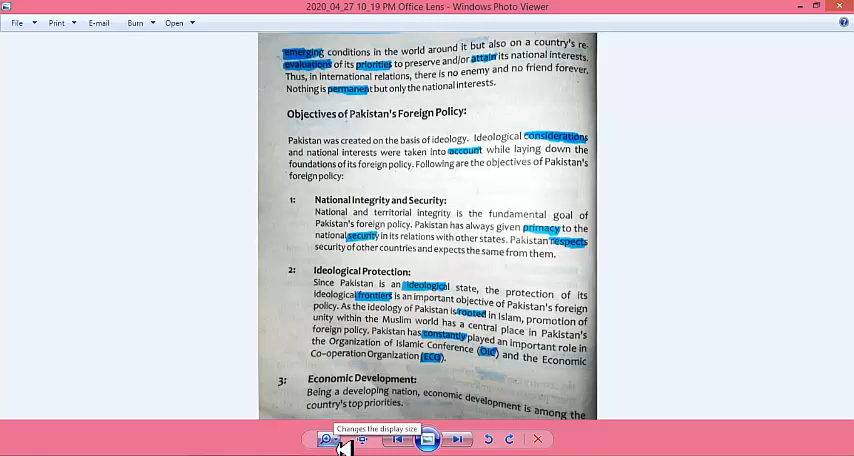 2020_04_27 10_19 PM Office Lens - Windows Photo Viewer
File Print E-mail Burn Open
emerging conditions in the world around it but also on a country's re-
evaluations of its priorities to preserve and/or attain its national interests.
Thus, in international relations, there is no enemy and no friend forever.
Nothing is permanent but only the national interests.
Objectives of Pakistan's Foreign Policy:
Pakistan was created on the basis of ideology. Ideological considerations
and national interests were taken into account while laying down the
foundations of its foreign policy. Following are the objectives of Pakistan's
foreign policy:
1: National Integrity and Security:
National and territorial integrity is the fundamental goal of
Pakistan's foreign policy. Pakistan has always given primacy to the
national security in its relations with other states. Pakistan respects
security of other countries and expects the same from them.
2: Ideological Protection:
Since Pakistan is an ideological state, the protection of its
ideological frontiers is an important objective of Pakistan's foreign
policy. As the ideology of Pakistan is rooted in Islam, promotion of
unity within the Muslim world has a central place in Pakistan's
foreign policy. Pakistan has constantly played an important role in
the Organization of Islamic Conference (OIC) and the Economic
Co-operation Organization (ECO).
3: Economic Development:
Being a developing nation, economic development is among the
country's top priorities.
Changes the display size